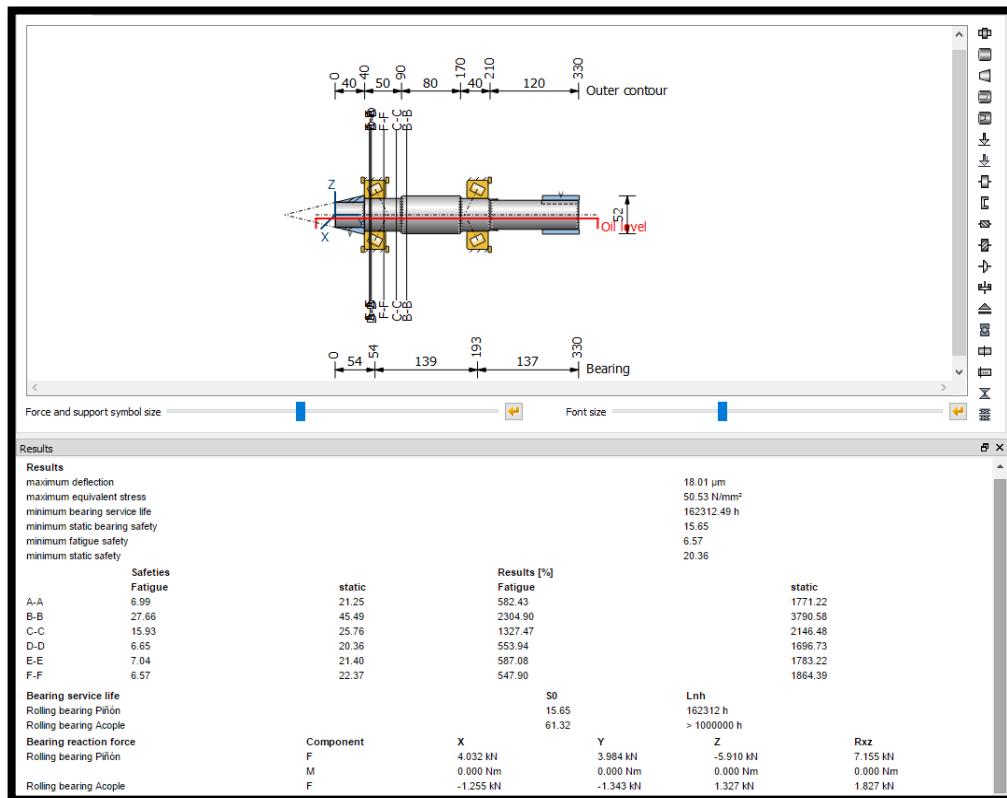 0 40 90 170 210 330
40 50 80 40 120
Outer contour
F-F C-C B-B
Z
X
52
Oil level
F-F C-C B-B
0 54 193 330
54 139 137
Bearing
Force and support symbol size Font size
Results
Results
maximum deflection 18.01 µm
maximum equivalent stress 50.53 N/mm²
minimum bearing service life 162312.49 h
minimum static bearing safety 15.65
minimum fatigue safety 6.57
minimum static safety 20.36
Safeties Results [%]
Fatigue static Fatigue static
A-A 6.99 21.25 582.43 1771.22
B-B 27.66 45.49 2304.90 3790.58
C-C 15.93 25.76 1327.47 2146.48
D-D 6.65 20.36 553.94 1696.73
E-E 7.04 21.40 587.08 1783.22
F-F 6.57 22.37 547.90 1864.39
Bearing service life S0 Lnh
Rolling bearing Piñón 15.65 162312 h
Rolling bearing Acople 61.32 > 1000000 h
Bearing reaction force Component X Y Z Rxz
Rolling bearing Piñón F 4.032 kN 3.984 kN -5.910 kN 7.155 kN
M 0.000 Nm 0.000 Nm 0.000 Nm 0.000 Nm
Rolling bearing Acople F -1.255 kN -1.343 kN 1.327 kN 1.827 kN